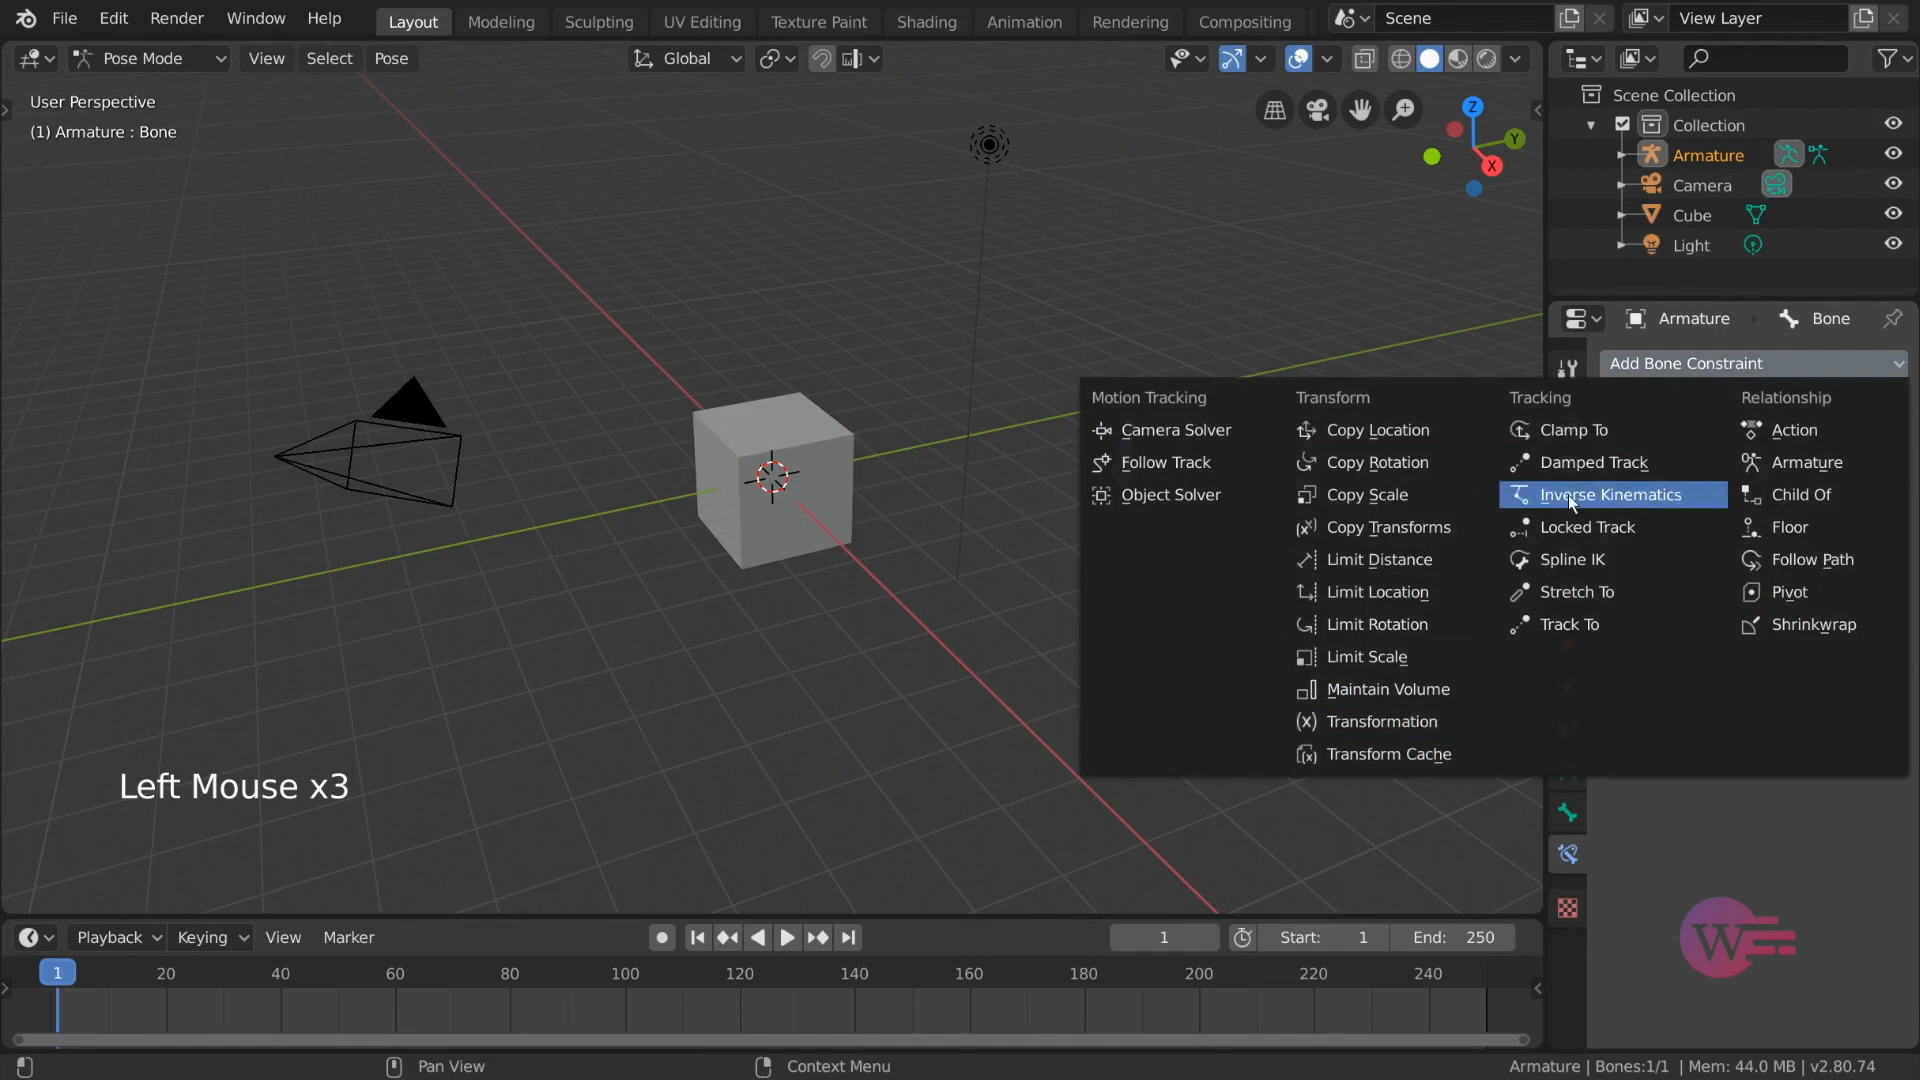 File Edit Render Window Help Layout Modeling Sculpting UV Editing Texture Paint Shading Animation Rendering Compositing Scene View Layer
Pose Mode View Select Pose Global
User Perspective
(1) Armature : Bone
Z
Y
X
Scene Collection
Collection
Armature
Camera
Cube
Light
Armature Bone
Add Bone Constraint
Motion Tracking Transform Tracking Relationship
Camera Solver Copy Location Clamp To Action
Follow Track Copy Rotation Damped Track Armature
Object Solver Copy Scale Inverse Kinematics Child Of
Copy Transforms Locked Track Floor
Limit Distance Spline IK Follow Path
Limit Location Stretch To Pivot
Limit Rotation Track To Shrinkwrap
Limit Scale
Maintain Volume
Transformation
Transform Cache
Left Mouse x3
W
Playback Keying View Marker 1 Start: 1 End: 250
1 20 40 60 80 100 120 140 160 180 200 220 240
Pan View Context Menu Armature | Bones:1/1 | Mem: 44.0 MB | v2.80.74